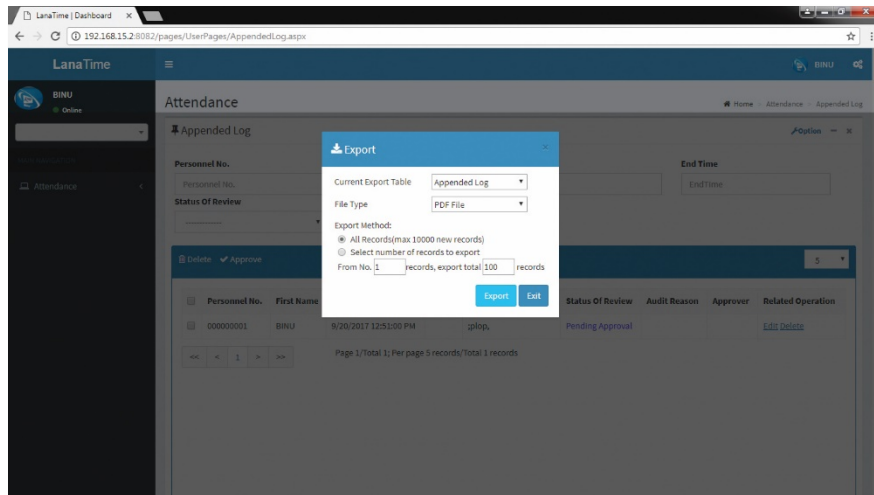 LanaTime | Dashboard
192.168.15.2:8082/pages/UserPages/AppendedLog.aspx
LanaTime
BINU
BINU
Online
Attendance
Home > Attendance > Appended Log
Appended Log
Option
Export
Personnel No.
End Time
Personnel No.
EndTime
Attendance
Status Of Review
------------
Current Export Table
Appended Log
File Type
PDF File
Export Method:
All Records(max 10000 new records)
Select number of records to export
From No. 1 records, export total 100 records
Export Exit
Delete Approve
5
Personnel No. First Name Status Of Review Audit Reason Approver Related Operation
000000001 BINU 9/20/2017 12:51:00 PM ;plop, Pending Approval Edit Delete
<< < 1 > >> Page 1/Total 1; Per page 5 records/Total 1 records